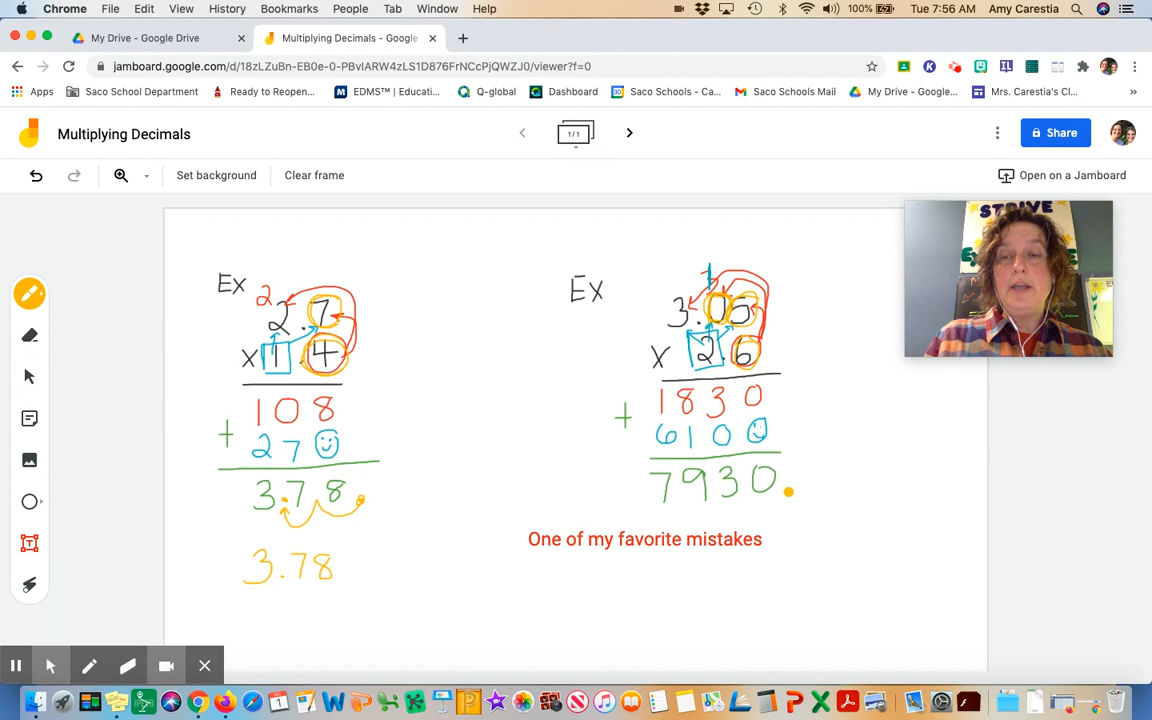 Chrome File Edit View History Bookmarks People Tab Window Help 100% Tue 7:56 AM Amy Carestia
My Drive - Google Drive Multiplying Decimals - Google
jamboard.google.com/d/18zLZuBn-EB0e-0-PBvIARW4zLS1D876FrNCcPjQWZJ0/viewer?f=0
Apps Saco School Department Ready to Reopen... EDMS™ | Educati... Q-global Dashboard Saco Schools - Ca... Saco Schools Mail My Drive - Google... Mrs. Carestia's Cl... »
Multiplying Decimals 1/1 Share
Set background Clear frame Open on a Jamboard
STRIVE
EX
2
2.7
x 1.4
108
+ 27
3.78.
3.78
EX
1
3.05
x 2.6
1830
+ 610
7930.
One of my favorite mistakes